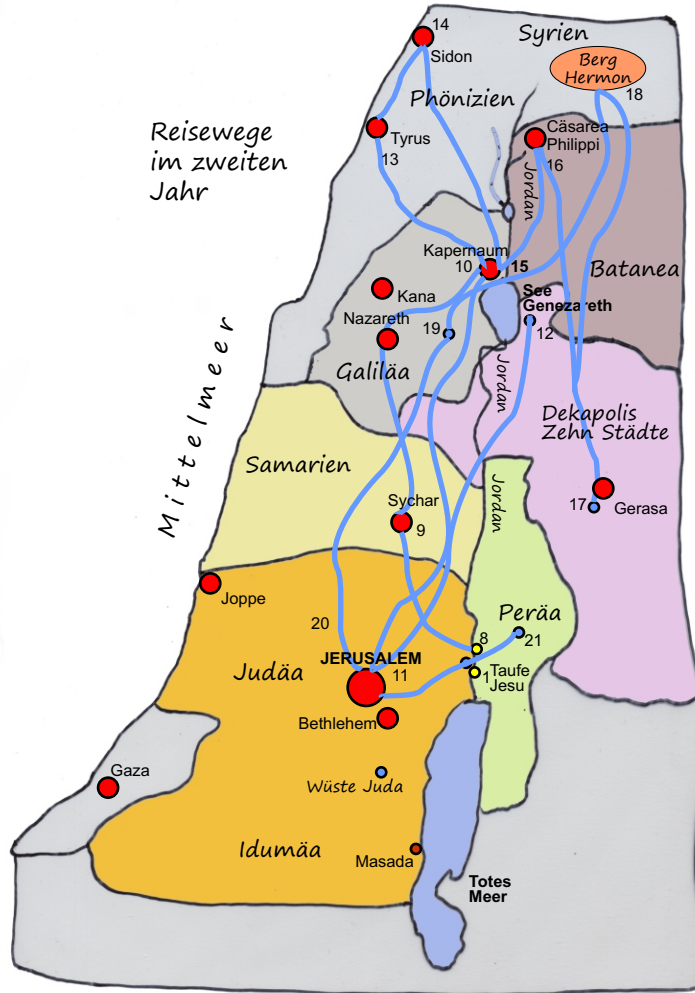 14
Syrien
Sidon
Berg
Hermon
18
Phönizien
Reisewege
im zweiten
Jahr
Tyrus
13
Cäsarea
Philippi
16
Jordan
Kapernaum
10
15
Batanea
See
Genezareth
12
Kana
Nazareth
19
Galiläa
Jordan
Mittelmeer
Dekapolis
Zehn Städte
Samarien
Jordan
Sychar
9
17
Gerasa
Joppe
Peräa
20
8
21
JERUSALEM
11
Judäa
1
Taufe
Jesu
Bethlehem
Gaza
Wüste Juda
Idumäa
Masada
Totes
Meer